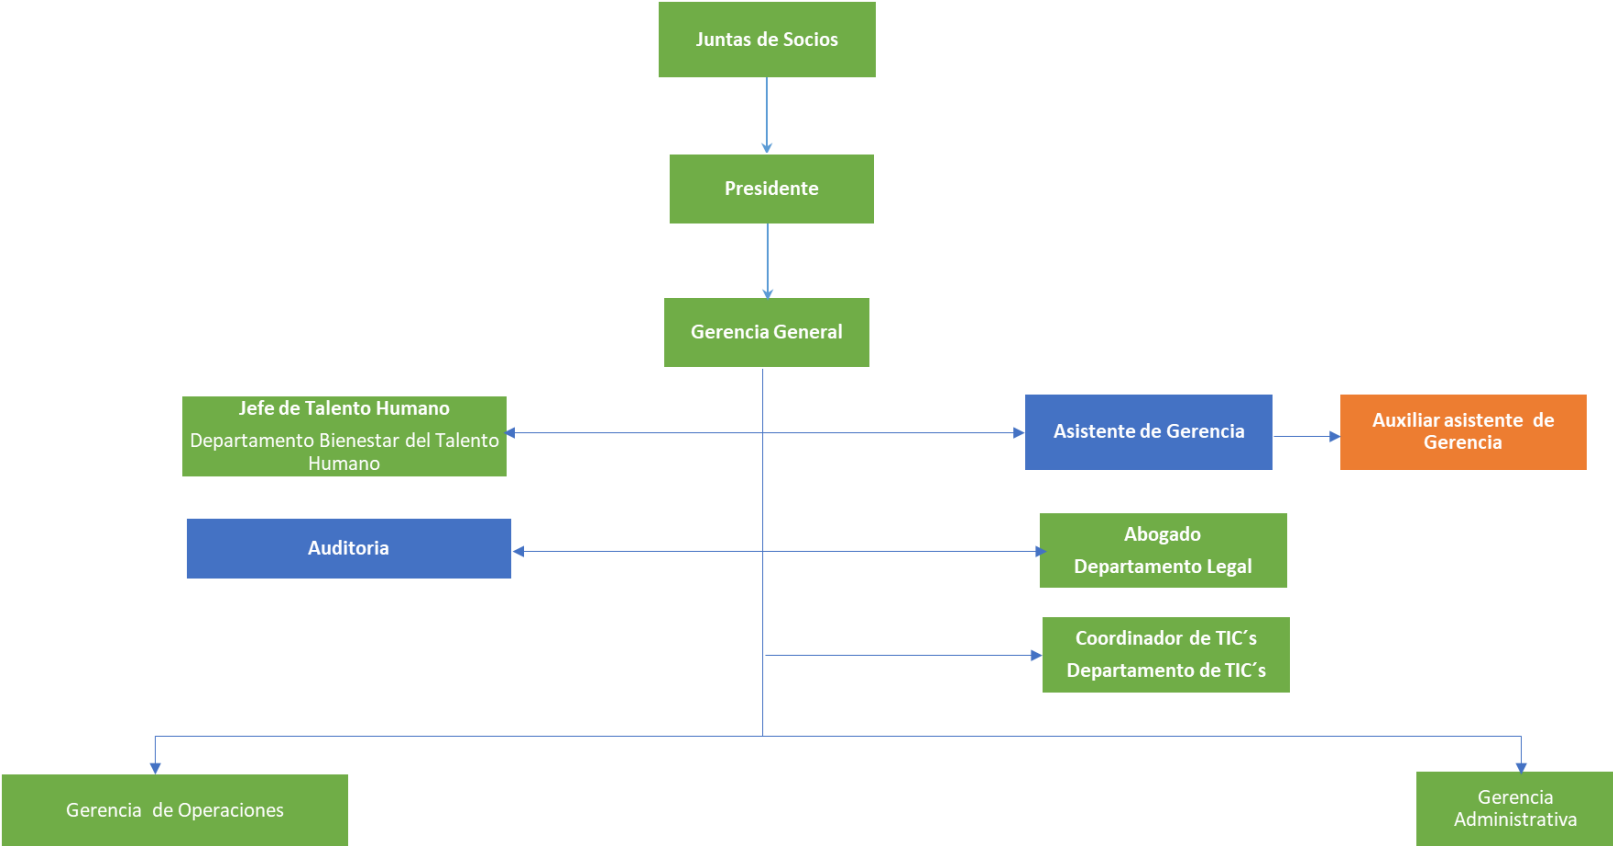 Juntas de Socios
Presidente
Gerencia General
Jefe de Talento Humano
Departamento Bienestar del Talento
Humano
Asistente de Gerencia
Auxiliar asistente de
Gerencia
Auditoria
Abogado
Departamento Legal
Coordinador de TIC´s
Departamento de TIC´s
Gerencia de Operaciones
Gerencia
Administrativa